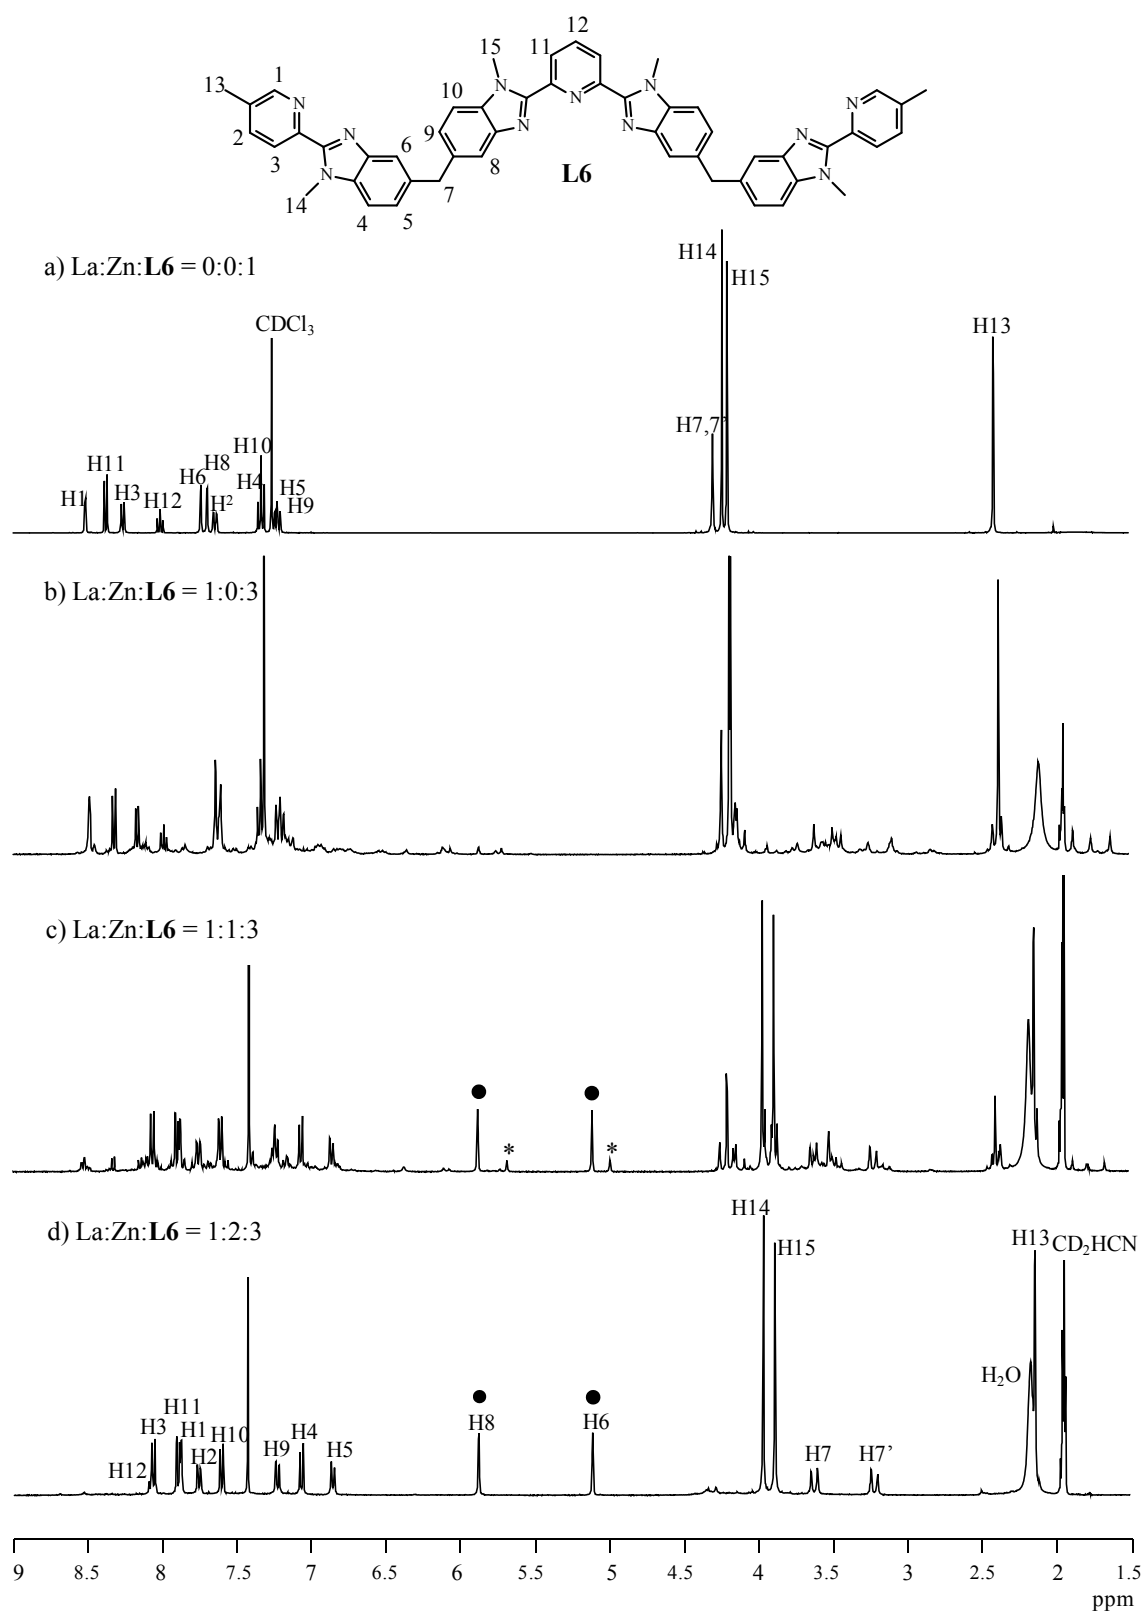 12
11
15
N
N
N
N
N
1
13
N
2
3
N
N
14
4
5
6
7
8
9
10
N
N
N
N
L6
a) La:Zn:L6 = 0:0:1
H14
H15
CDCl3
H13
H7,7'
H10
H11
H8
H6
H1
H3
H12
H2
H4
H5
H9
b) La:Zn:L6 = 1:0:3
c) La:Zn:L6 = 1:1:3
● * ● *
d) La:Zn:L6 = 1:2:3
H14
H15
H13
CD2HCN
H2O
● ●
H11
H3
H1
H10
H12
H2
H9
H4
H5
H8
H6
H7
H7’
9 8.5 8 7.5 7 6.5 6 5.5 5 4.5 4 3.5 3 2.5 2 1.5
ppm